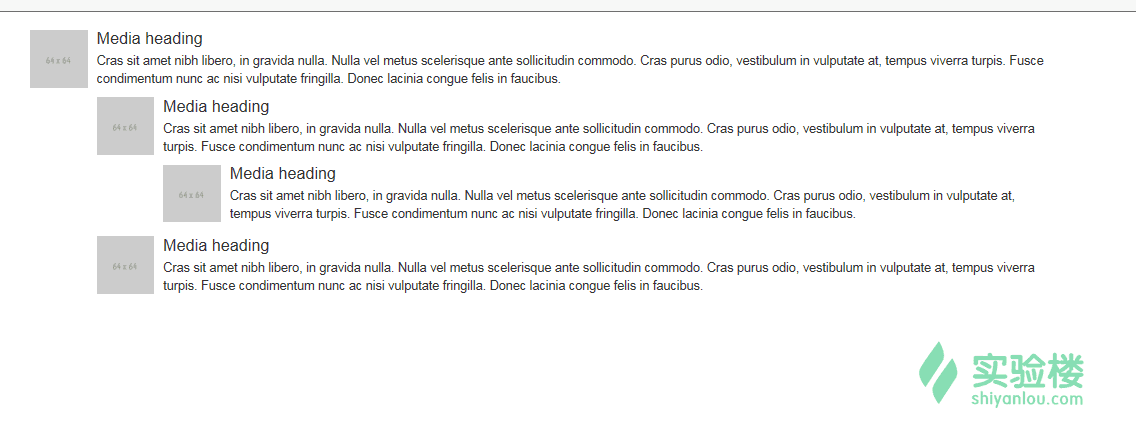 Media heading
64 x 64
Cras sit amet nibh libero, in gravida nulla. Nulla vel metus scelerisque ante sollicitudin commodo. Cras purus odio, vestibulum in vulputate at, tempus viverra turpis. Fusce
condimentum nunc ac nisi vulputate fringilla. Donec lacinia congue felis in faucibus.
Media heading
64 x 64
Cras sit amet nibh libero, in gravida nulla. Nulla vel metus scelerisque ante sollicitudin commodo. Cras purus odio, vestibulum in vulputate at, tempus viverra
turpis. Fusce condimentum nunc ac nisi vulputate fringilla. Donec lacinia congue felis in faucibus.
Media heading
64 x 64
Cras sit amet nibh libero, in gravida nulla. Nulla vel metus scelerisque ante sollicitudin commodo. Cras purus odio, vestibulum in vulputate at,
tempus viverra turpis. Fusce condimentum nunc ac nisi vulputate fringilla. Donec lacinia congue felis in faucibus.
Media heading
64 x 64
Cras sit amet nibh libero, in gravida nulla. Nulla vel metus scelerisque ante sollicitudin commodo. Cras purus odio, vestibulum in vulputate at, tempus viverra
turpis. Fusce condimentum nunc ac nisi vulputate fringilla. Donec lacinia congue felis in faucibus.
实验楼
shiyanlou.com